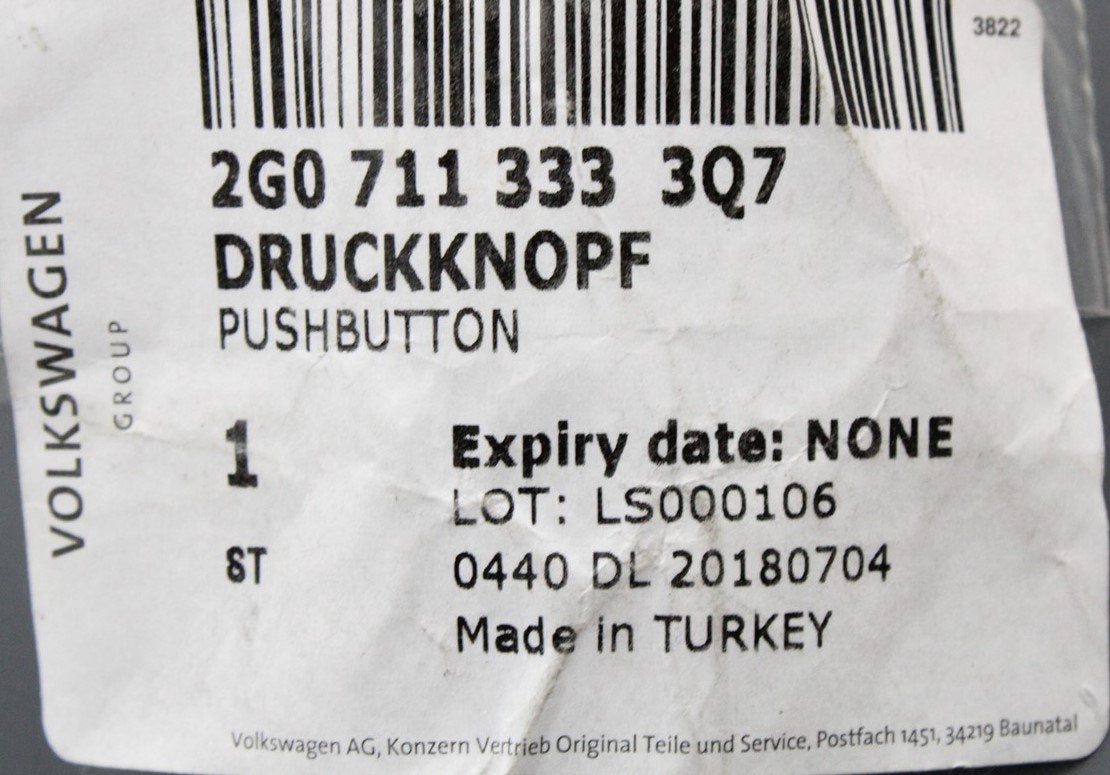 3822
2G0 711 333 3Q7
DRUCKKNOPF
PUSHBUTTON
VOLKSWAGEN
GROUP
1
Expiry date: NONE
LOT: LS000106
ST
0440 DL 20180704
Made in TURKEY
Volkswagen AG, Konzern Vertrieb Original Teile und Service, Postfach 1451, 34219 Baunatal